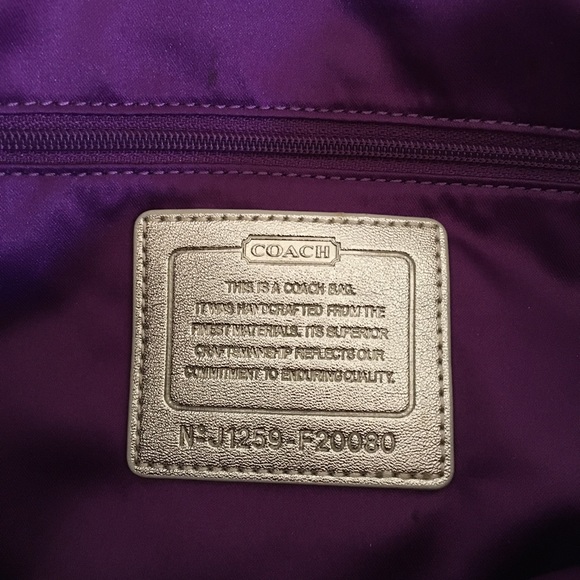 COACH
THIS IS A COACH BAG.
IT WAS HANDCRAFTED FROM THE
FINEST MATERIALS. ITS SUPERIOR
CRAFTSMANSHIP REFLECTS OUR
COMMITMENT TO ENDURING QUALITY.
Nº J1259-F20080